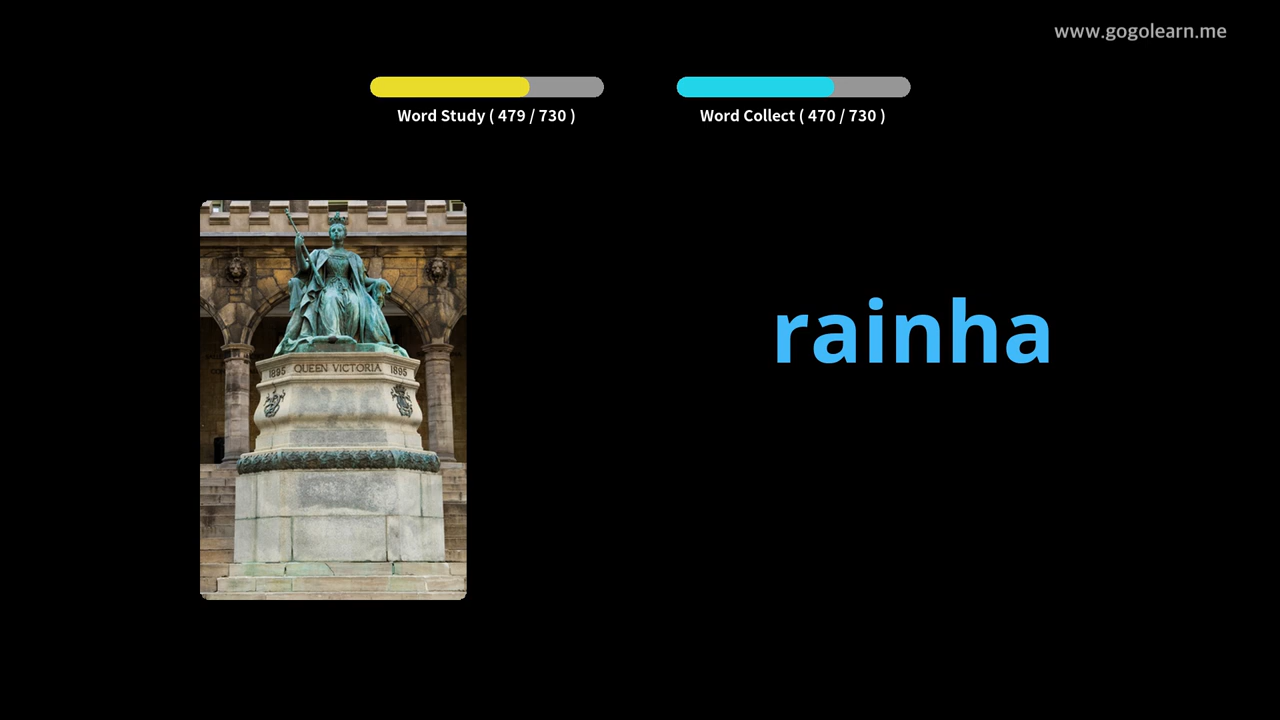 www.gogolearn.me
Word Study ( 479 / 730 )
Word Collect ( 470 / 730 )
1895 QUEEN VICTORIA 1895
rainha